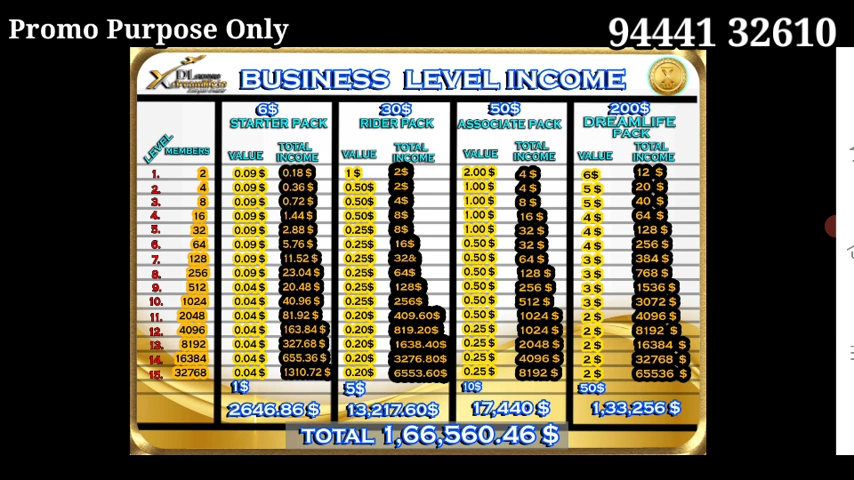 Promo Purpose Only
94441 32610
BUSINESS LEVEL INCOME
6$ 30$ 50$ 200$
STARTER PACK RIDER PACK ASSOCIATE PACK DREAMLIFE PACK
LEVEL MEMBERS VALUE TOTAL INCOME VALUE TOTAL INCOME VALUE TOTAL INCOME VALUE TOTAL INCOME
1. 2 0.09 $ 0.18 $ 1 $ 2$ 2.00 $ 4 $ 6$ 12 $
2. 4 0.09 $ 0.36 $ 0.50$ 2$ 1.00 $ 4 $ 5 $ 20 $
3. 8 0.09 $ 0.72 $ 0.50$ 4$ 1.00 $ 8 $ 5 $ 40 $
4. 16 0.09 $ 1.44 $ 0.50$ 8$ 1.00 $ 16 $ 4 $ 64 $
5. 32 0.09 $ 2.88 $ 0.25$ 8$ 1.00 $ 32 $ 4 $ 128 $
6. 64 0.09 $ 5.76 $ 0.25$ 16$ 0.50 $ 32 $ 4 $ 256 $
7. 128 0.09 $ 11.52 $ 0.25$ 32& 0.50 $ 64 $ 3 $ 384 $
8. 256 0.09 $ 23.04 $ 0.25$ 64$ 0.50 $ 128 $ 3 $ 768 $
9. 512 0.04 $ 20.48 $ 0.25$ 128$ 0.50 $ 256 $ 3 $ 1536 $
10. 1024 0.04 $ 40.96 $ 0.25$ 256$ 0.50 $ 512 $ 3 $ 3072 $
11. 2048 0.04 $ 81.92 $ 0.20$ 409.60$ 0.50 $ 1024 $ 2 $ 4096 $
12. 4096 0.04 $ 163.84 $ 0.20$ 819.20$ 0.25 $ 1024 $ 2 $ 8192 $
13. 8192 0.04 $ 327.68 $ 0.20$ 1638.40$ 0.25 $ 2048 $ 2 $ 16384 $
14. 16384 0.04 $ 655.36 $ 0.20$ 3276.80$ 0.25 $ 4096 $ 2 $ 32768 $
15. 32768 0.04 $ 1310.72 $ 0.20$ 6553.60$ 0.25 $ 8192 $ 2 $ 65536 $
1$ 5$ 10$ 50$
2646.86 $ 13,217.60$ 17,440 $ 1,33,256 $
TOTAL 1,66,560.46 $